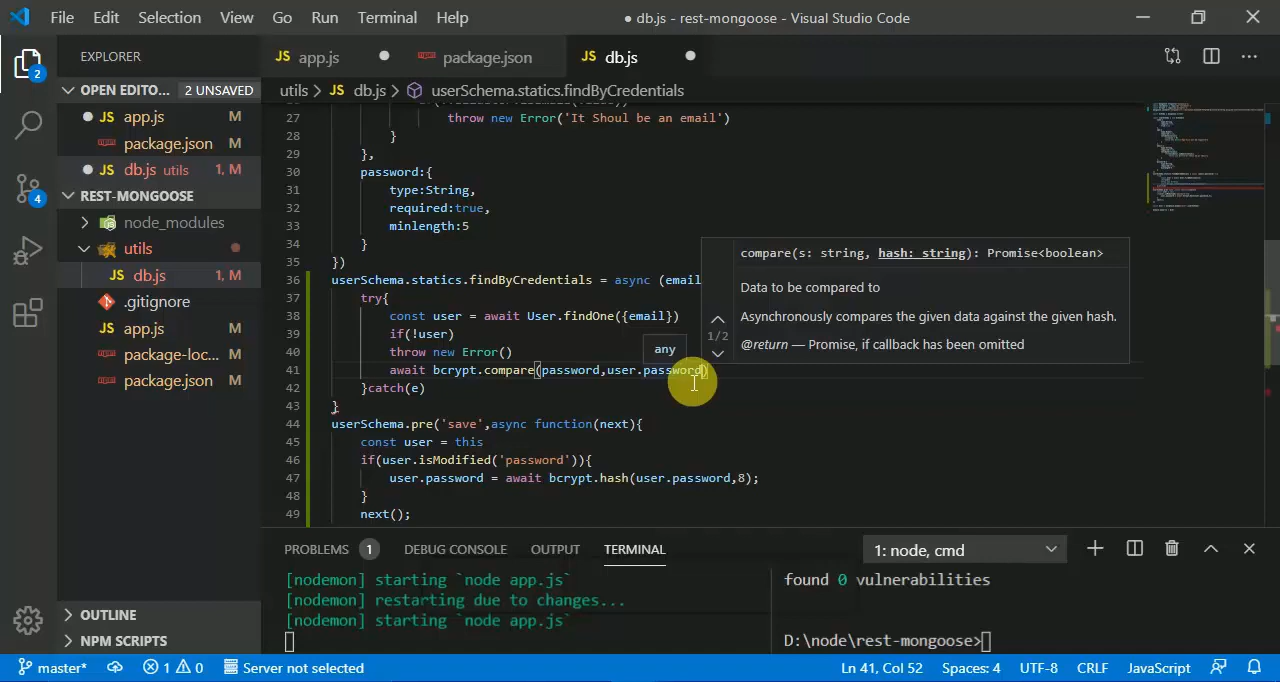 File Edit Selection View Go Run Terminal Help ● db.js - rest-mongoose - Visual Studio Code
EXPLORER
JS app.js
package.json
JS db.js
OPEN EDITO... 2 UNSAVED
app.js M
package.json M
JS db.js utils 1, M
REST-MONGOOSE
node_modules
utils
JS db.js 1, M
.gitignore
JS app.js M
package-loc... M
package.json M
OUTLINE
NPM SCRIPTS
2
4
utils > JS db.js > userSchema.statics.findByCredentials
27 throw new Error('It Shoul be an email')
28 }
29 },
30 password:{
31 type:String,
32 required:true,
33 minlength:5
34 }
35 })
36 userSchema.statics.findByCredentials = async (email
37 try{
38 const user = await User.findOne({email})
39 if(!user)
40 throw new Error()
41 await bcrypt.compare(password,user.password)
42 }catch(e)
43 }
44 userSchema.pre('save',async function(next){
45 const user = this
46 if(user.isModified('password')){
47 user.password = await bcrypt.hash(user.password,8);
48 }
49 next();
any
1/2
compare(s: string, hash: string): Promise<boolean>
Data to be compared to
Asynchronously compares the given data against the given hash.
@return — Promise, if callback has been omitted
PROBLEMS 1 DEBUG CONSOLE OUTPUT TERMINAL 1: node, cmd
[nodemon] starting `node app.js`
[nodemon] restarting due to changes...
[nodemon] starting `node app.js`
found 0 vulnerabilities
D:\node\rest-mongoose>
master* 1 0 Server not selected Ln 41, Col 52 Spaces: 4 UTF-8 CRLF JavaScript